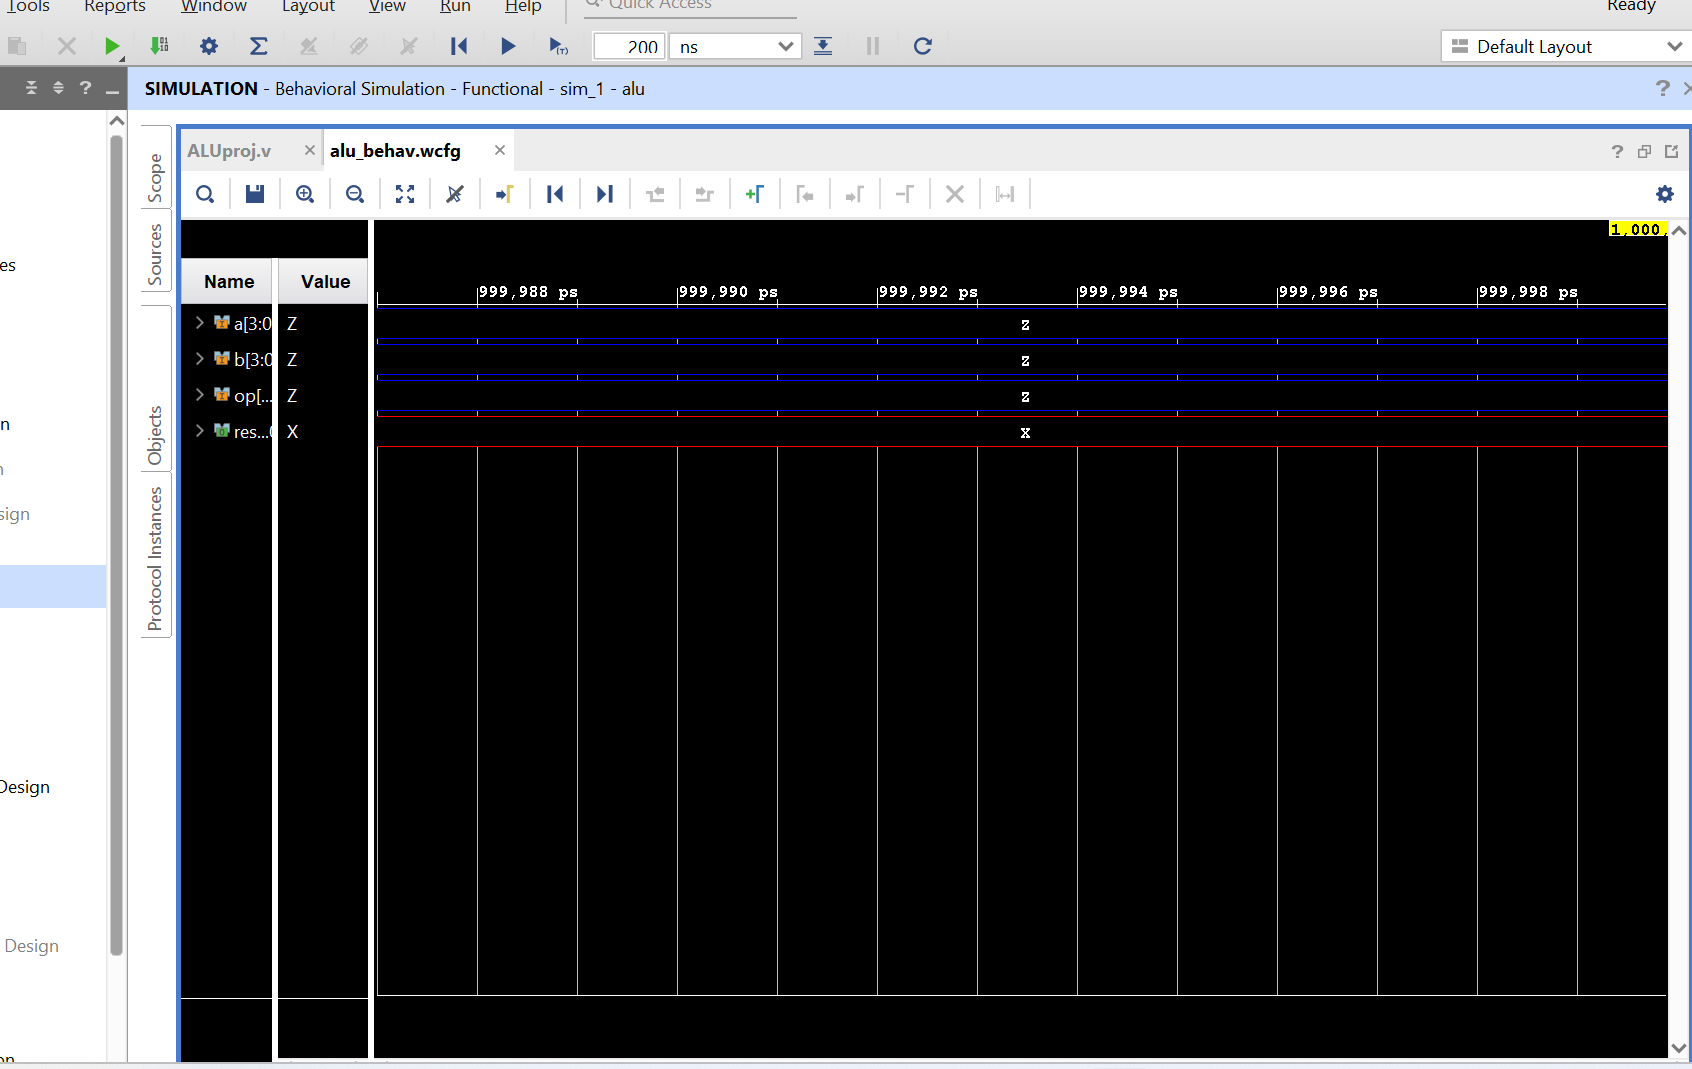 Tools Reports Window Layout View Run Help Quick Access Ready
200 ns Default Layout
SIMULATION - Behavioral Simulation - Functional - sim_1 - alu
ALUproj.v alu_behav.wcfg
Scope
Sources
Objects
Protocol Instances
es
n
n
sign
Design
Design
on
1,000,
Name Value
999,988 ps 999,990 ps 999,992 ps 999,994 ps 999,996 ps 999,998 ps
a[3:0 Z Z
b[3:0 Z Z
op[... Z Z
res...0 X X